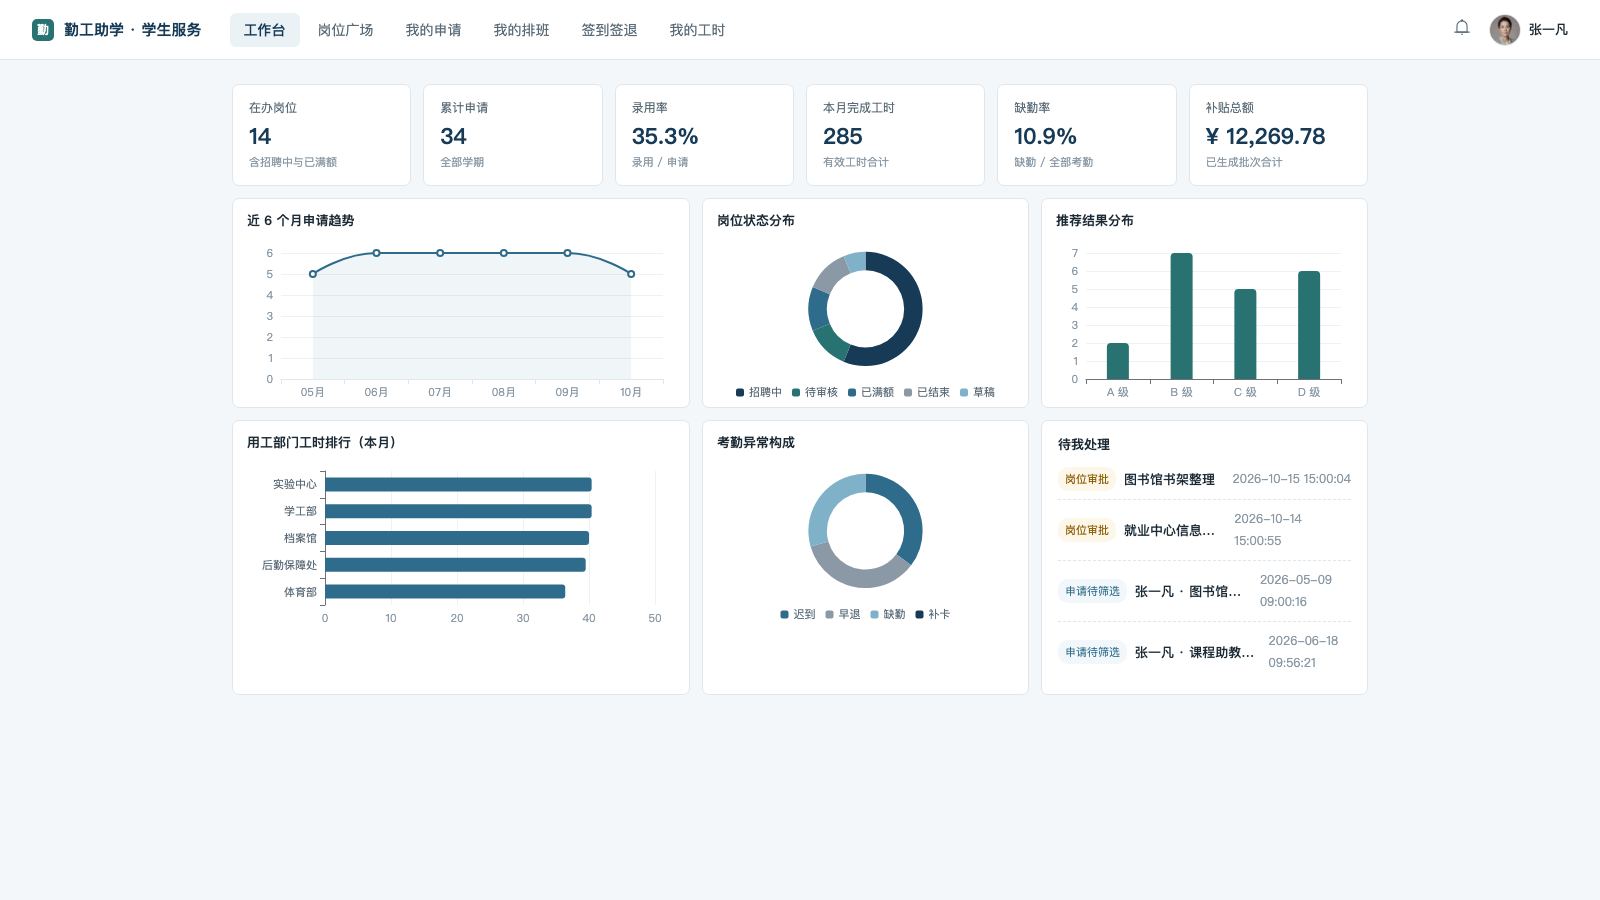 勤 勤工助学 · 学生服务 工作台 岗位广场 我的申请 我的排班 签到签退 我的工时 张一凡
在办岗位
14
含招聘中与已满额
累计申请
34
全部学期
录用率
35.3%
录用 / 申请
本月完成工时
285
有效工时合计
缺勤率
10.9%
缺勤 / 全部考勤
补贴总额
¥ 12,269.78
已生成批次合计
近 6 个月申请趋势
6
5
4
3
2
1
0
05月 06月 07月 08月 09月 10月
岗位状态分布
招聘中 待审核 已满额 已结束 草稿
推荐结果分布
7
6
5
4
3
2
1
0
A 级 B 级 C 级 D 级
用工部门工时排行（本月）
实验中心
学工部
档案馆
后勤保障处
体育部
0 10 20 30 40 50
考勤异常构成
迟到 早退 缺勤 补卡
待我处理
岗位审批 图书馆书架整理 2026-10-15 15:00:04
岗位审批 就业中心信息... 2026-10-14
15:00:55
申请待筛选 张一凡 · 图书馆... 2026-05-09
09:00:16
申请待筛选 张一凡 · 课程助教... 2026-06-18
09:56:21